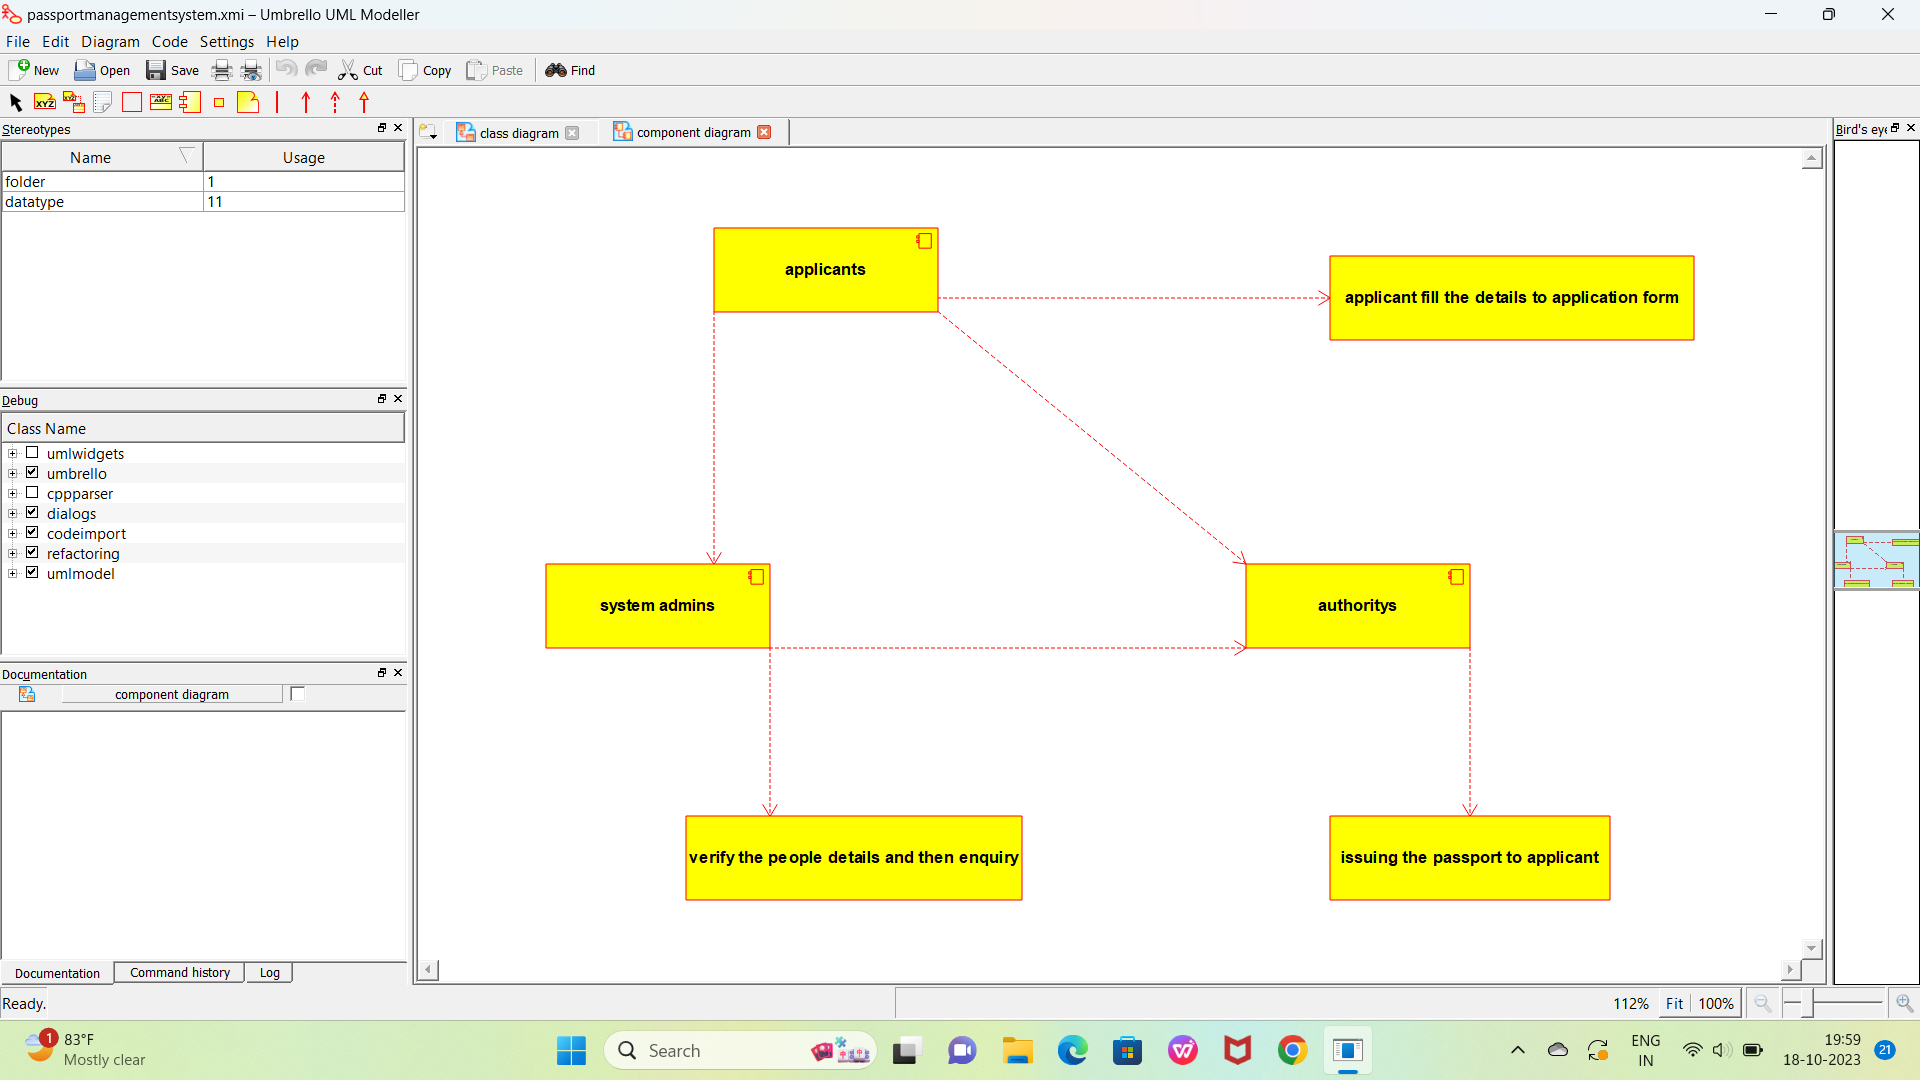 passportmanagementsystem.xmi – Umbrello UML Modeller
File Edit Diagram Code Settings Help
New Open Save Cut Copy Paste Find
XYZ XYZ ABC
Stereotypes
Name Usage
folder 1
datatype 11
Debug
Class Name
umlwidgets
umbrello
cppparser
dialogs
codeimport
refactoring
umlmodel
Documentation
component diagram
Documentation Command history Log
Ready.
class diagram component diagram
applicants
applicant fill the details to application form
system admins
authoritys
verify the people details and then enquiry
issuing the passport to applicant
Bird's eye
112% Fit 100%
1
83°F
Mostly clear
Search
ENG
IN
19:59
18-10-2023
21